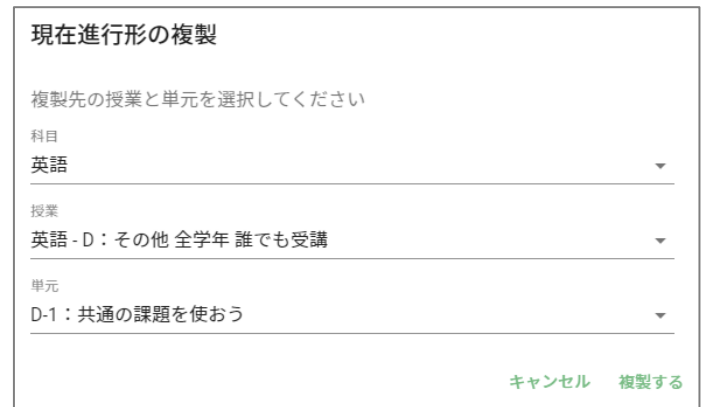 現在進行形の複製
複製先の授業と単元を選択してください
科目
英語
授業
英語 - D：その他 全学年 誰でも受講
単元
D-1：共通の課題を使おう
キャンセル 複製する